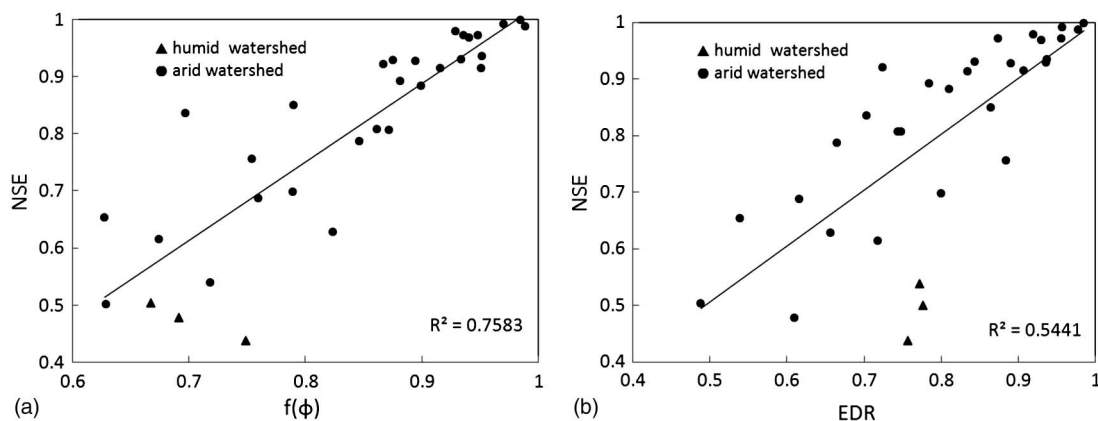 1
0.9
0.8
0.7
0.6
0.5
0.4
NSE
humid watershed
arid watershed
R² = 0.7583
0.6 0.7 0.8 0.9 1
(a) f(ϕ)
1
0.9
0.8
0.7
0.6
0.5
0.4
NSE
humid watershed
arid watershed
R² = 0.5441
0.4 0.5 0.6 0.7 0.8 0.9 1
(b) EDR